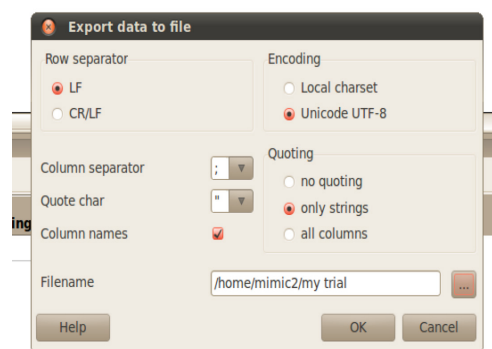 Export data to file
Row separator
Encoding
LF
Local charset
CR/LF
Unicode UTF-8
Column separator ;
Quoting
no quoting
Quote char "
only strings
ing
Column names
all columns
Filename /home/mimic2/my trial ...
Help OK Cancel